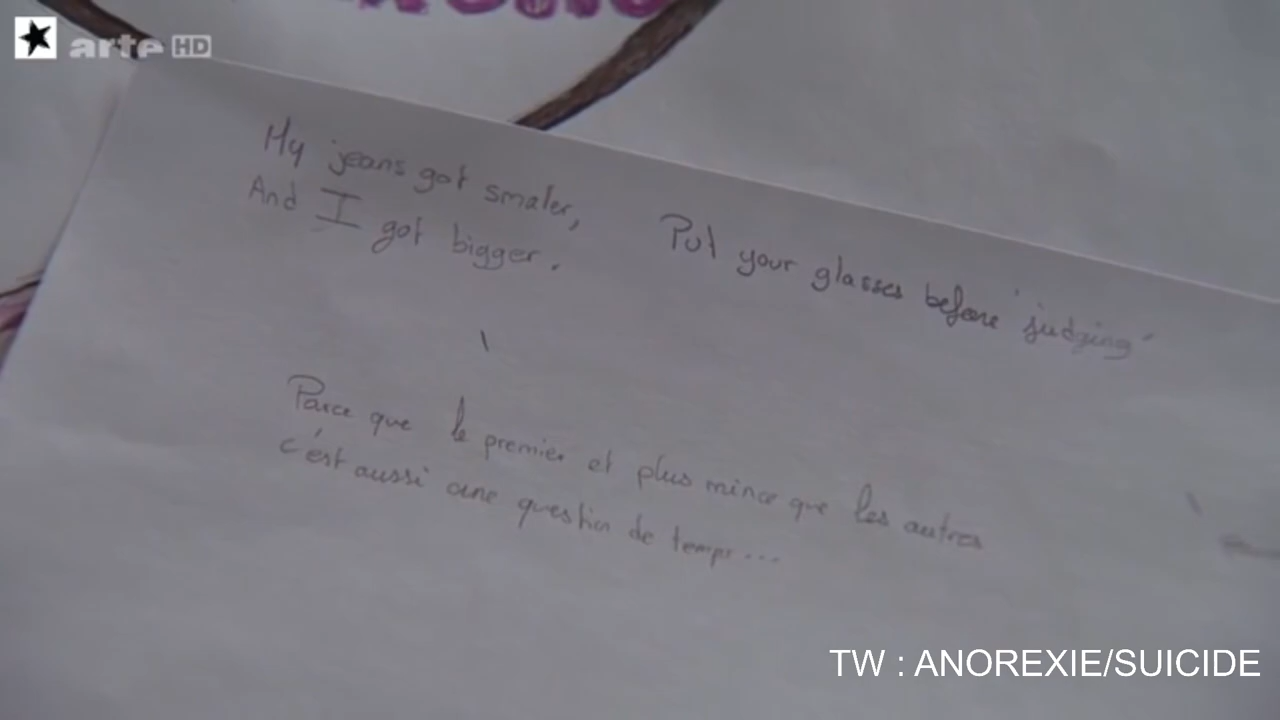 arte HD
My jeans got smaler,
And I got bigger.
Put your glasses before "judging"
Parce que le premier et plus mince que les autres
c'est aussi une question de temps...
TW : ANOREXIE/SUICIDE